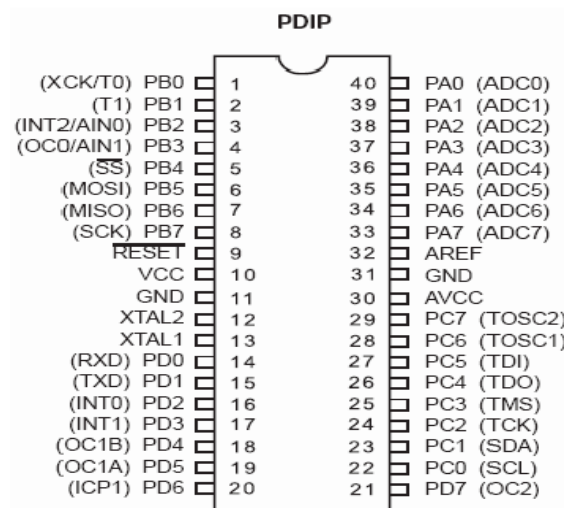 PDIP
(XCK/T0) PB0 1 40 PA0 (ADC0)
(T1) PB1 2 39 PA1 (ADC1)
(INT2/AIN0) PB2 3 38 PA2 (ADC2)
(OC0/AIN1) PB3 4 37 PA3 (ADC3)
(SS) PB4 5 36 PA4 (ADC4)
(MOSI) PB5 6 35 PA5 (ADC5)
(MISO) PB6 7 34 PA6 (ADC6)
(SCK) PB7 8 33 PA7 (ADC7)
RESET 9 32 AREF
VCC 10 31 GND
GND 11 30 AVCC
XTAL2 12 29 PC7 (TOSC2)
XTAL1 13 28 PC6 (TOSC1)
(RXD) PD0 14 27 PC5 (TDI)
(TXD) PD1 15 26 PC4 (TDO)
(INT0) PD2 16 25 PC3 (TMS)
(INT1) PD3 17 24 PC2 (TCK)
(OC1B) PD4 18 23 PC1 (SDA)
(OC1A) PD5 19 22 PC0 (SCL)
(ICP1) PD6 20 21 PD7 (OC2)